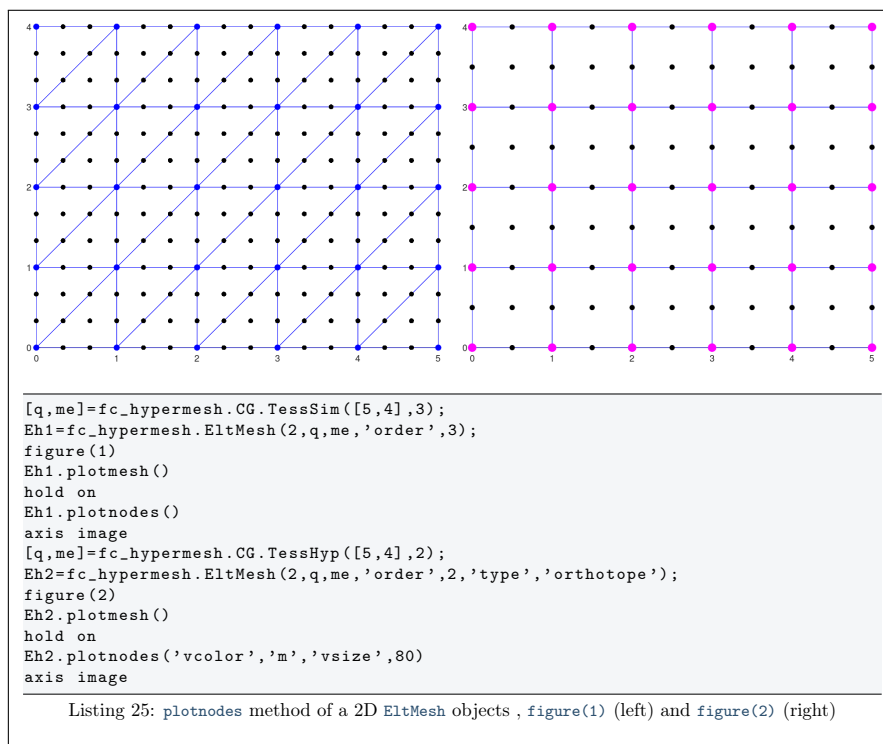 4
3
2
1
0
0 1 2 3 4 5
4
3
2
1
0
0 1 2 3 4 5
[q,me]=fc_hypermesh.CG.TessSim([5,4],3);
Eh1=fc_hypermesh.EltMesh(2,q,me,’order’,3);
figure(1)
Eh1.plotmesh()
hold on
Eh1.plotnodes()
axis image
[q,me]=fc_hypermesh.CG.TessHyp([5,4],2);
Eh2=fc_hypermesh.EltMesh(2,q,me,’order’,2,’type’,’orthotope’);
figure(2)
Eh2.plotmesh()
hold on
Eh2.plotnodes(’vcolor’,’m’,’vsize’,80)
axis image
Listing 25: plotnodes method of a 2D EltMesh objects , figure(1) (left) and figure(2) (right)